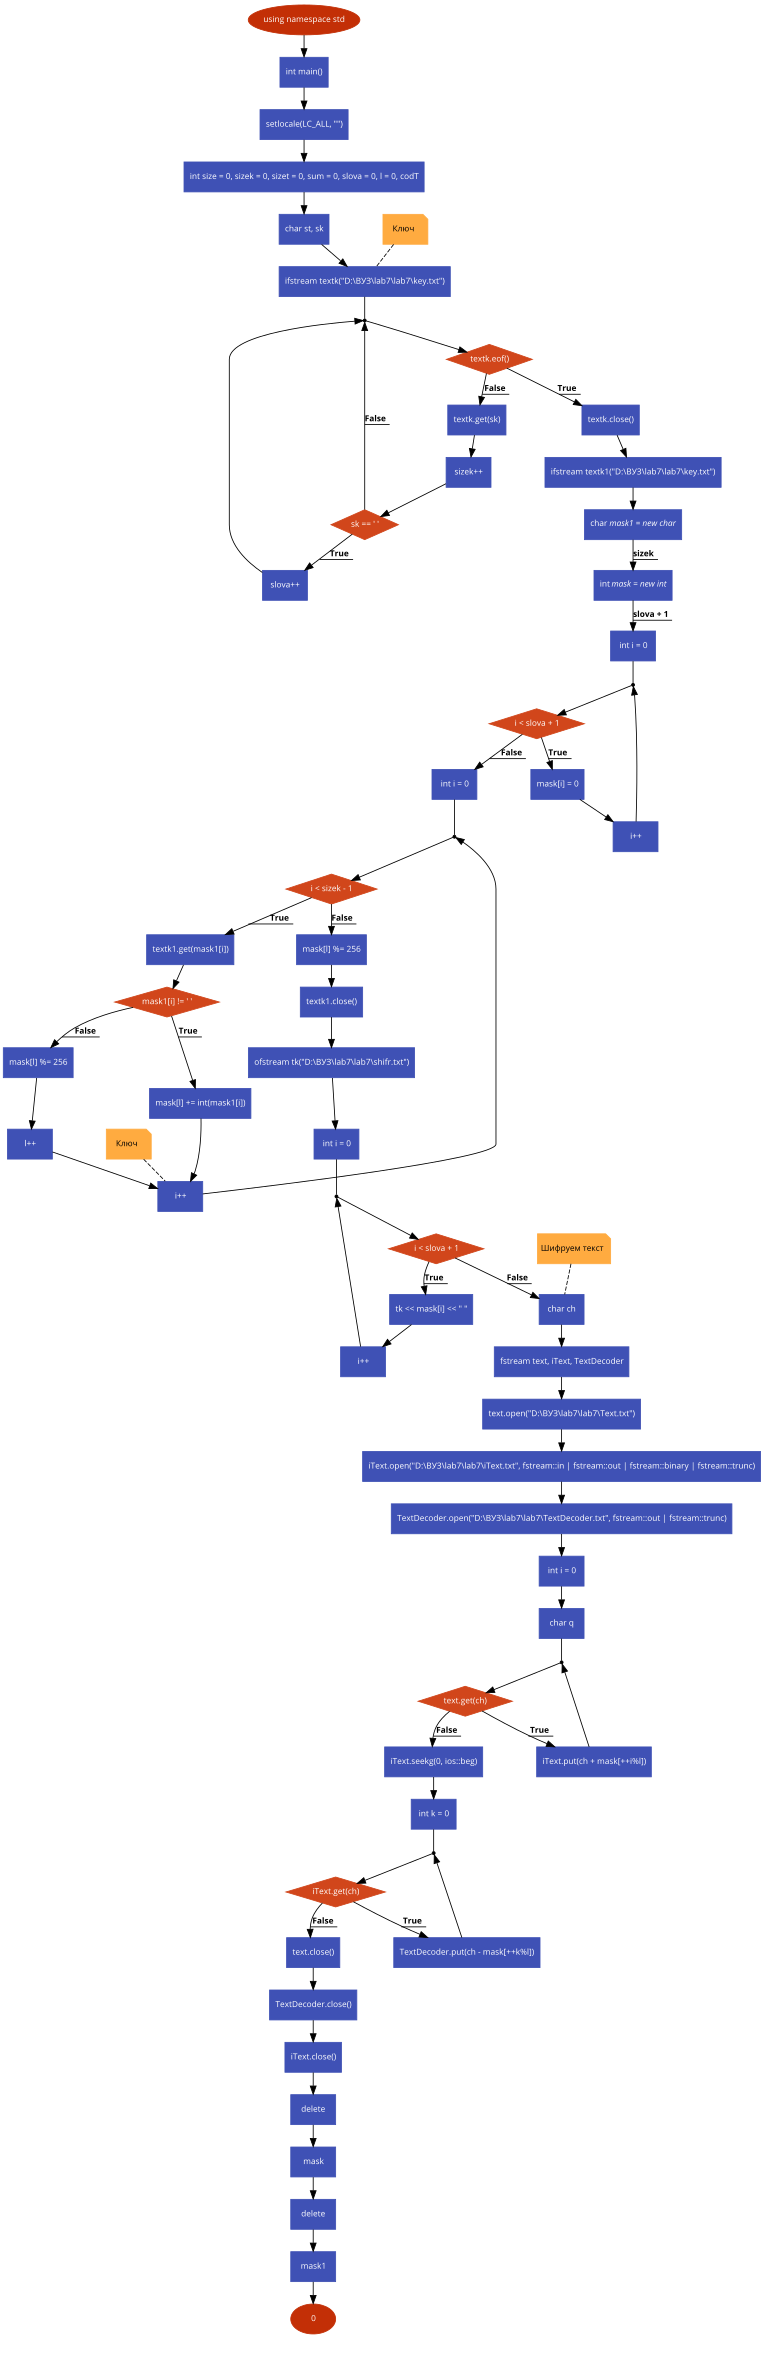 using namespace std
int main()
setlocale(LC_ALL, "")
int size = 0, sizek = 0, sizet = 0, sum = 0, slova = 0, l = 0, codT
char st, sk
Ключ
ifstream textk("D:\ВУЗ\lab7\lab7\key.txt")
textk.eof()
False
True
textk.get(sk)
textk.close()
False
sizek++
ifstream textk1("D:\ВУЗ\lab7\lab7\key.txt")
sk == ' '
char mask1 = new char
True
sizek
slova++
int mask = new int
slova + 1
int i = 0
i < slova + 1
False
True
int i = 0
mask[i] = 0
i++
i < sizek - 1
True
False
textk1.get(mask1[i])
mask[l] %= 256
mask1[i] != ' '
textk1.close()
False
True
mask[l] %= 256
ofstream tk("D:\ВУЗ\lab7\lab7\shifr.txt")
mask[l] += int(mask1[i])
l++
Ключ
int i = 0
i++
i < slova + 1
Шифруем текст
True
False
tk << mask[i] << " "
char ch
i++
fstream text, iText, TextDecoder
text.open("D:\ВУЗ\lab7\lab7\Text.txt")
iText.open("D:\ВУЗ\lab7\lab7\iText.txt", fstream::in | fstream::out | fstream::binary | fstream::trunc)
TextDecoder.open("D:\ВУЗ\lab7\lab7\TextDecoder.txt", fstream::out | fstream::trunc)
int i = 0
char q
text.get(ch)
False
True
iText.seekg(0, ios::beg)
iText.put(ch + mask[++i%l])
int k = 0
iText.get(ch)
False
True
text.close()
TextDecoder.put(ch - mask[++k%l])
TextDecoder.close()
iText.close()
delete
mask
delete
mask1
0